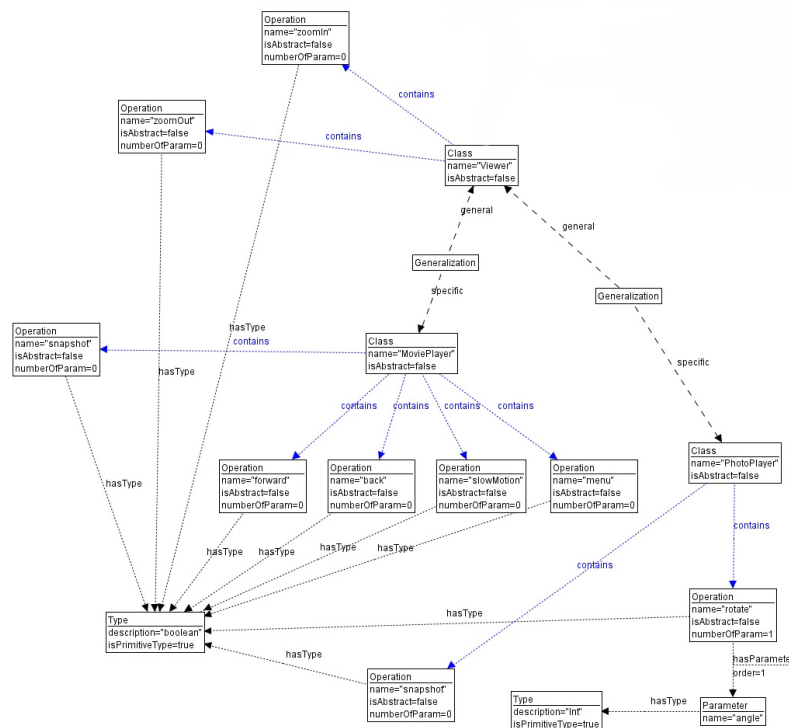 Operation
name="zoomIn"
isAbstract=false
numberOfParam=0
contains
Operation
name="zoomOut"
isAbstract=false
numberOfParam=0
contains
Class
name="Viewer"
isAbstract=false
general
general
Generalization
Generalization
specific
specific
Operation
name="snapshot"
isAbstract=false
numberOfParam=0
contains
hasType
hasType
Class
name="MoviePlayer"
isAbstract=false
contains
contains
contains
contains
Operation
name="forward"
isAbstract=false
numberOfParam=0
Operation
name="back"
isAbstract=false
numberOfParam=0
Operation
name="slowMotion"
isAbstract=false
numberOfParam=0
Operation
name="menu"
isAbstract=false
numberOfParam=0
Class
name="PhotoPlayer"
isAbstract=false
hasType
hasType
hasType
hasType
hasType
contains
contains
Type
description="boolean"
isPrimitiveType=true
hasType
Operation
name="rotate"
isAbstract=false
numberOfParam=1
hasType
hasParameter
order=1
Operation
name="snapshot"
isAbstract=false
numberOfParam=0
Type
description="Int"
isPrimitiveType=true
hasType
Parameter
name="angle"